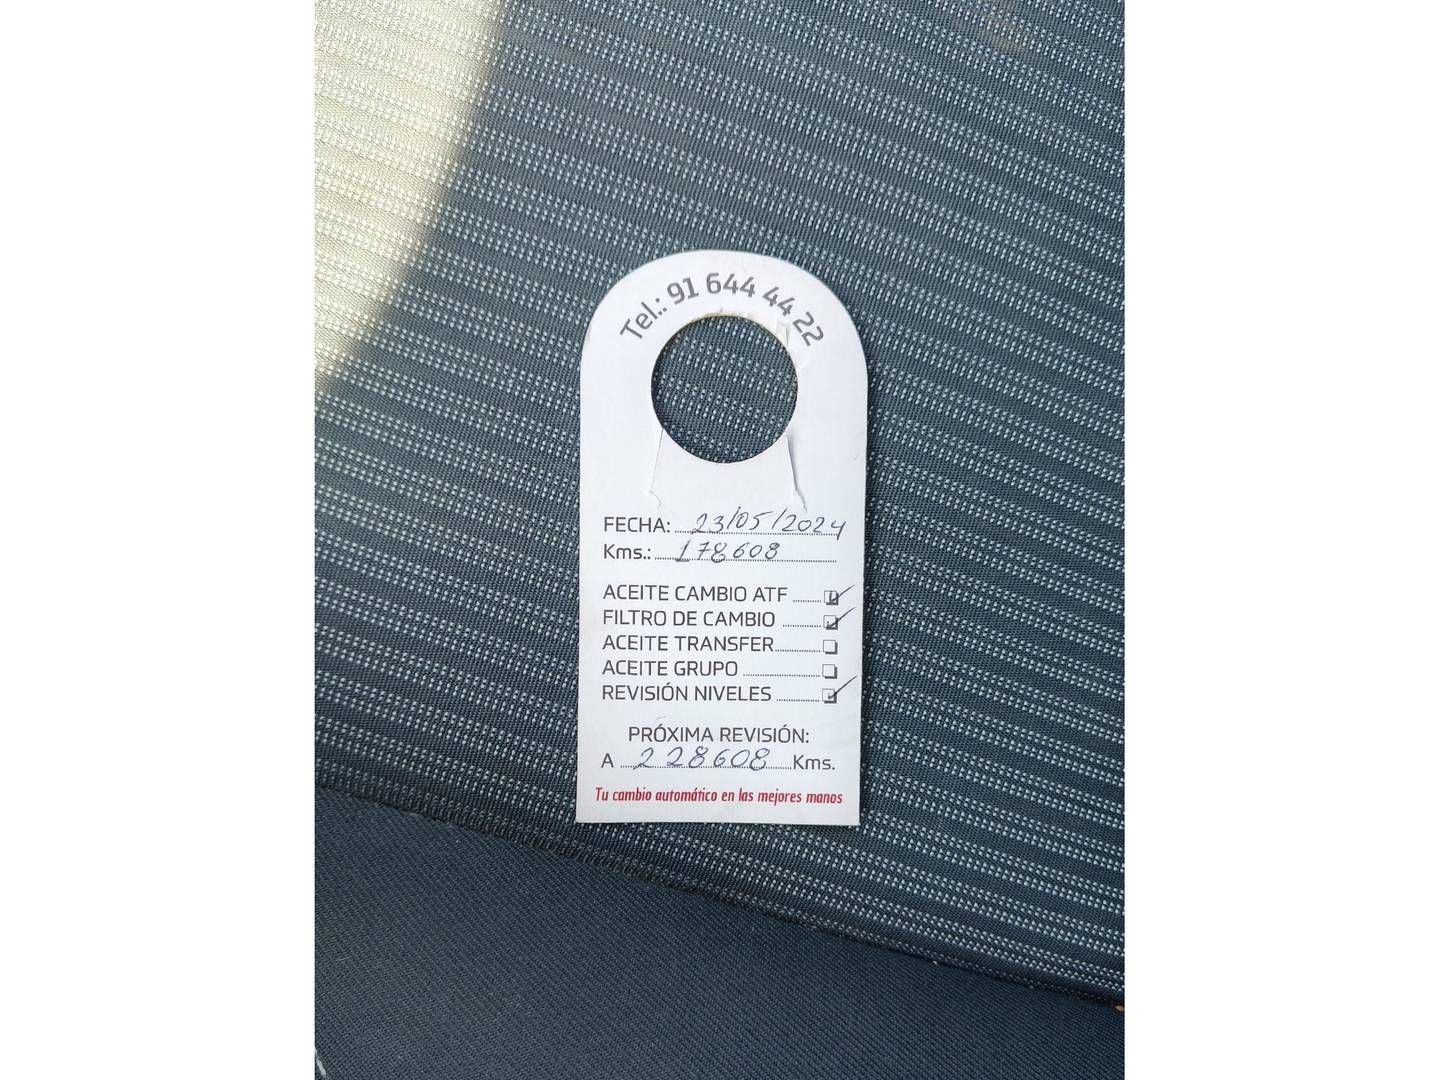 Tel.: 91 644 44 22
FECHA: 23/05/2024
Kms.: 178608
ACEITE CAMBIO ATF
FILTRO DE CAMBIO
ACEITE TRANSFER
ACEITE GRUPO
REVISIÓN NIVELES
PRÓXIMA REVISIÓN:
A 228608 Kms.
Tu cambio automático en las mejores manos